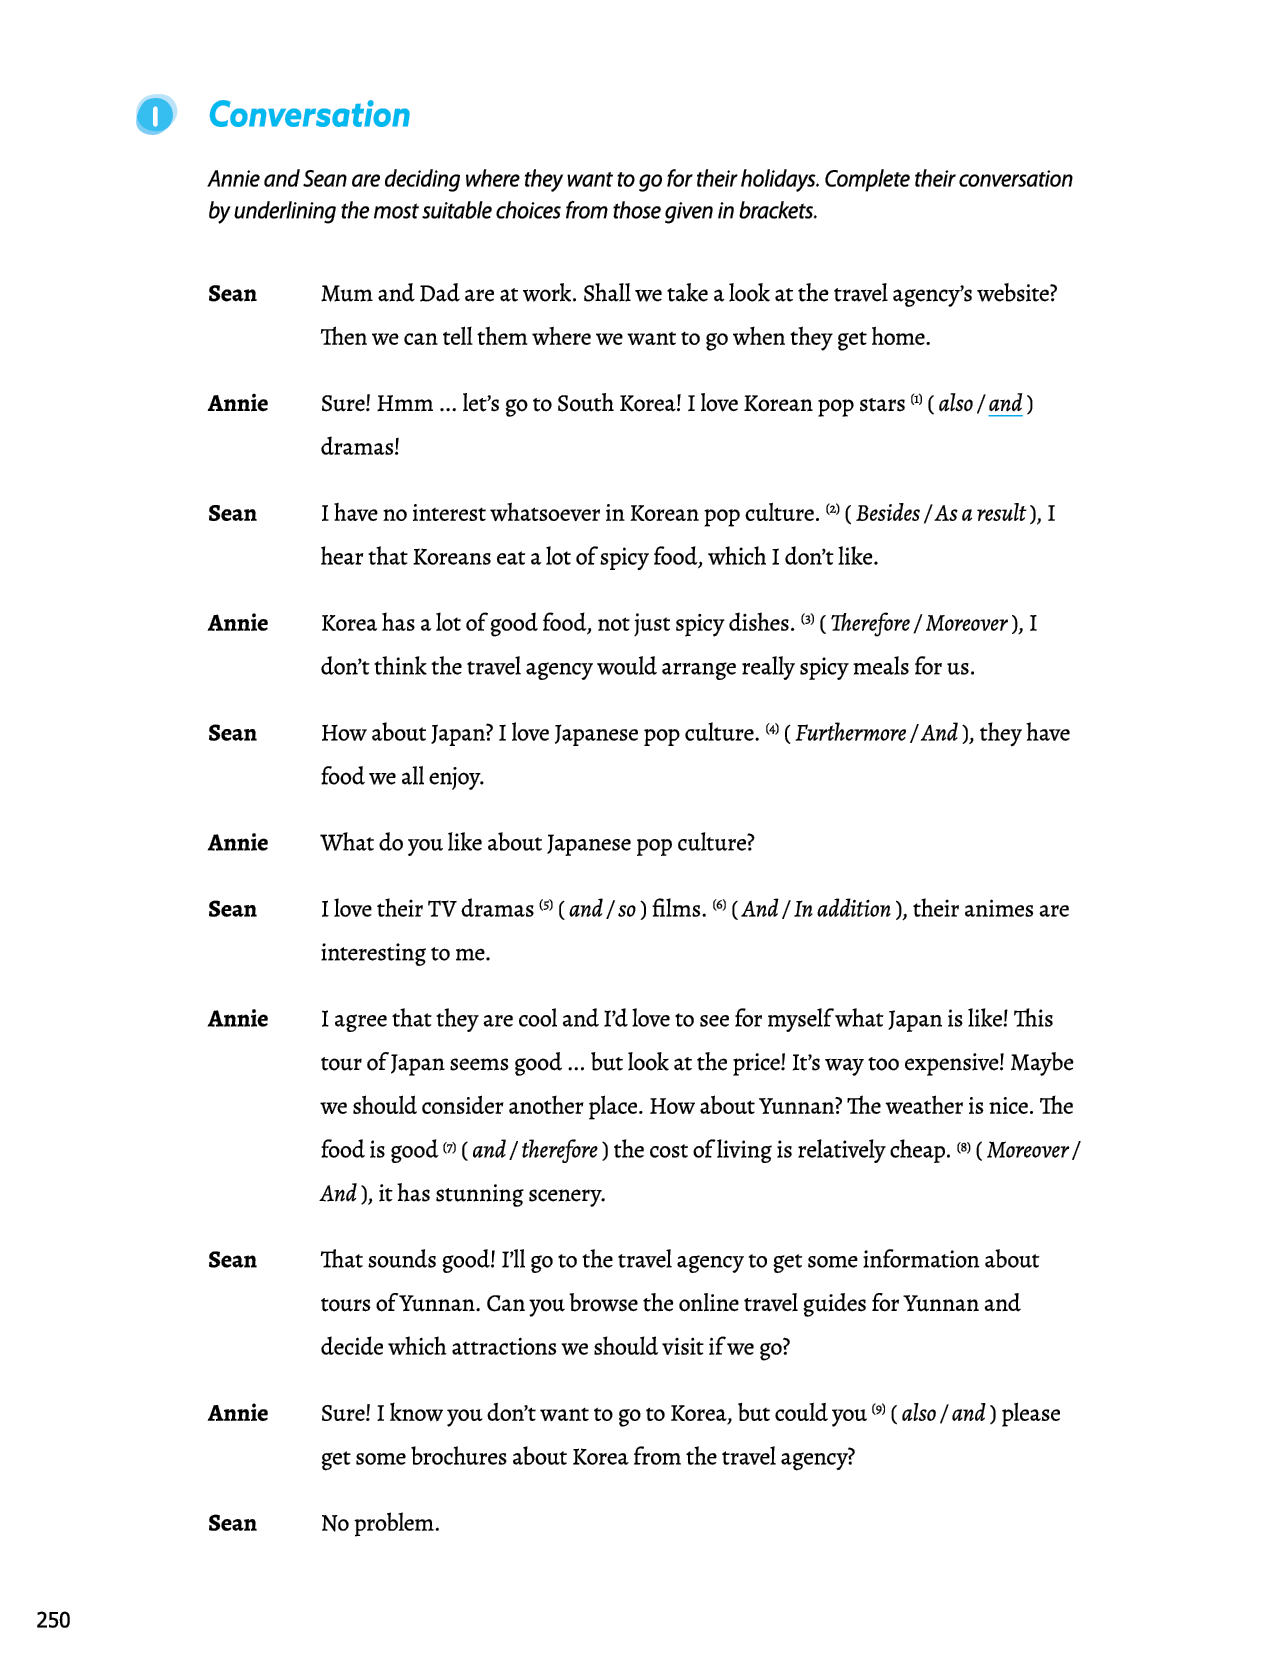 1 Conversation
Annie and Sean are deciding where they want to go for their holidays. Complete their conversation
by underlining the most suitable choices from those given in brackets.
Sean Mum and Dad are at work. Shall we take a look at the travel agency's website?
Then we can tell them where we want to go when they get home.
Annie Sure! Hmm ... let's go to South Korea! I love Korean pop stars (1) ( also / and )
dramas!
Sean I have no interest whatsoever in Korean pop culture. (2) ( Besides / As a result ), I
hear that Koreans eat a lot of spicy food, which I don't like.
Annie Korea has a lot of good food, not just spicy dishes. (3) ( Therefore / Moreover ), I
don't think the travel agency would arrange really spicy meals for us.
Sean How about Japan? I love Japanese pop culture. (4) ( Furthermore / And ), they have
food we all enjoy.
Annie What do you like about Japanese pop culture?
Sean I love their TV dramas (5) ( and / so ) films. (6) ( And / In addition ), their animes are
interesting to me.
Annie I agree that they are cool and I'd love to see for myself what Japan is like! This
tour of Japan seems good ... but look at the price! It's way too expensive! Maybe
we should consider another place. How about Yunnan? The weather is nice. The
food is good (7) ( and / therefore ) the cost of living is relatively cheap. (8) ( Moreover /
And ), it has stunning scenery.
Sean That sounds good! I'll go to the travel agency to get some information about
tours of Yunnan. Can you browse the online travel guides for Yunnan and
decide which attractions we should visit if we go?
Annie Sure! I know you don't want to go to Korea, but could you (9) ( also / and ) please
get some brochures about Korea from the travel agency?
Sean No problem.
250